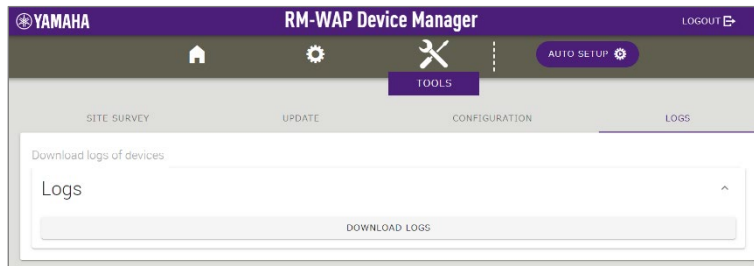 YAMAHA RM-WAP Device Manager LOGOUT
AUTO SETUP
TOOLS
SITE SURVEY UPDATE CONFIGURATION LOGS
Download logs of devices
Logs
DOWNLOAD LOGS